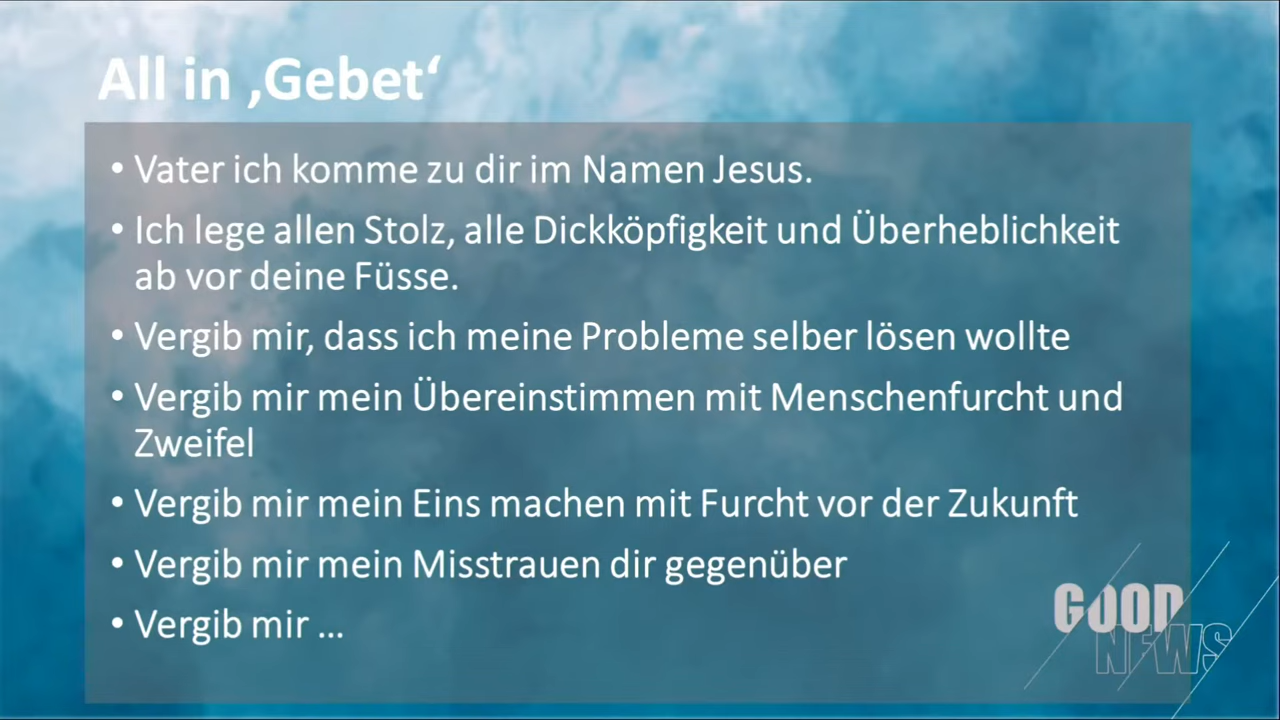 All in ‚Gebet‘
• Vater ich komme zu dir im Namen Jesus.
• Ich lege allen Stolz, alle Dickköpfigkeit und Überheblichkeit
ab vor deine Füsse.
• Vergib mir, dass ich meine Probleme selber lösen wollte
• Vergib mir mein Übereinstimmen mit Menschenfurcht und
Zweifel
• Vergib mir mein Eins machen mit Furcht vor der Zukunft
• Vergib mir mein Misstrauen dir gegenüber
• Vergib mir ...
GOOD
NEWS